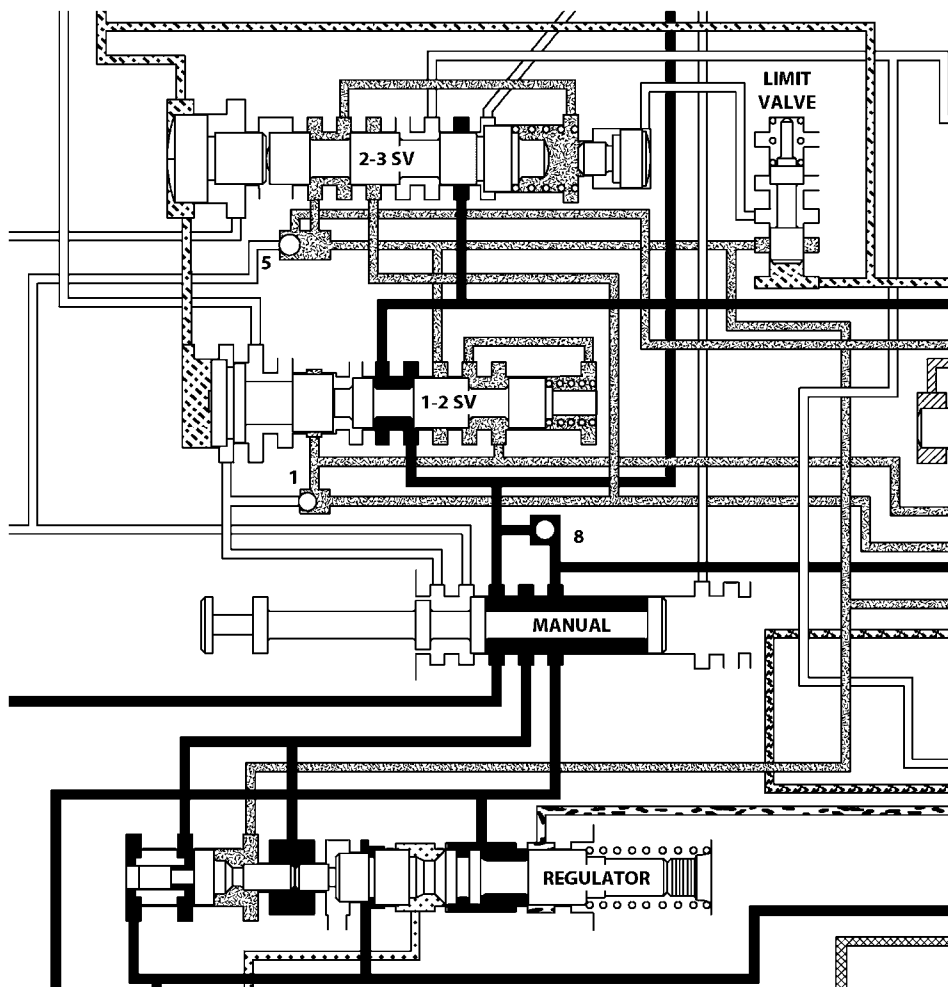 LIMIT
VALVE
2-3 SV
5
1-2 SV
1
8
MANUAL
REGULATOR